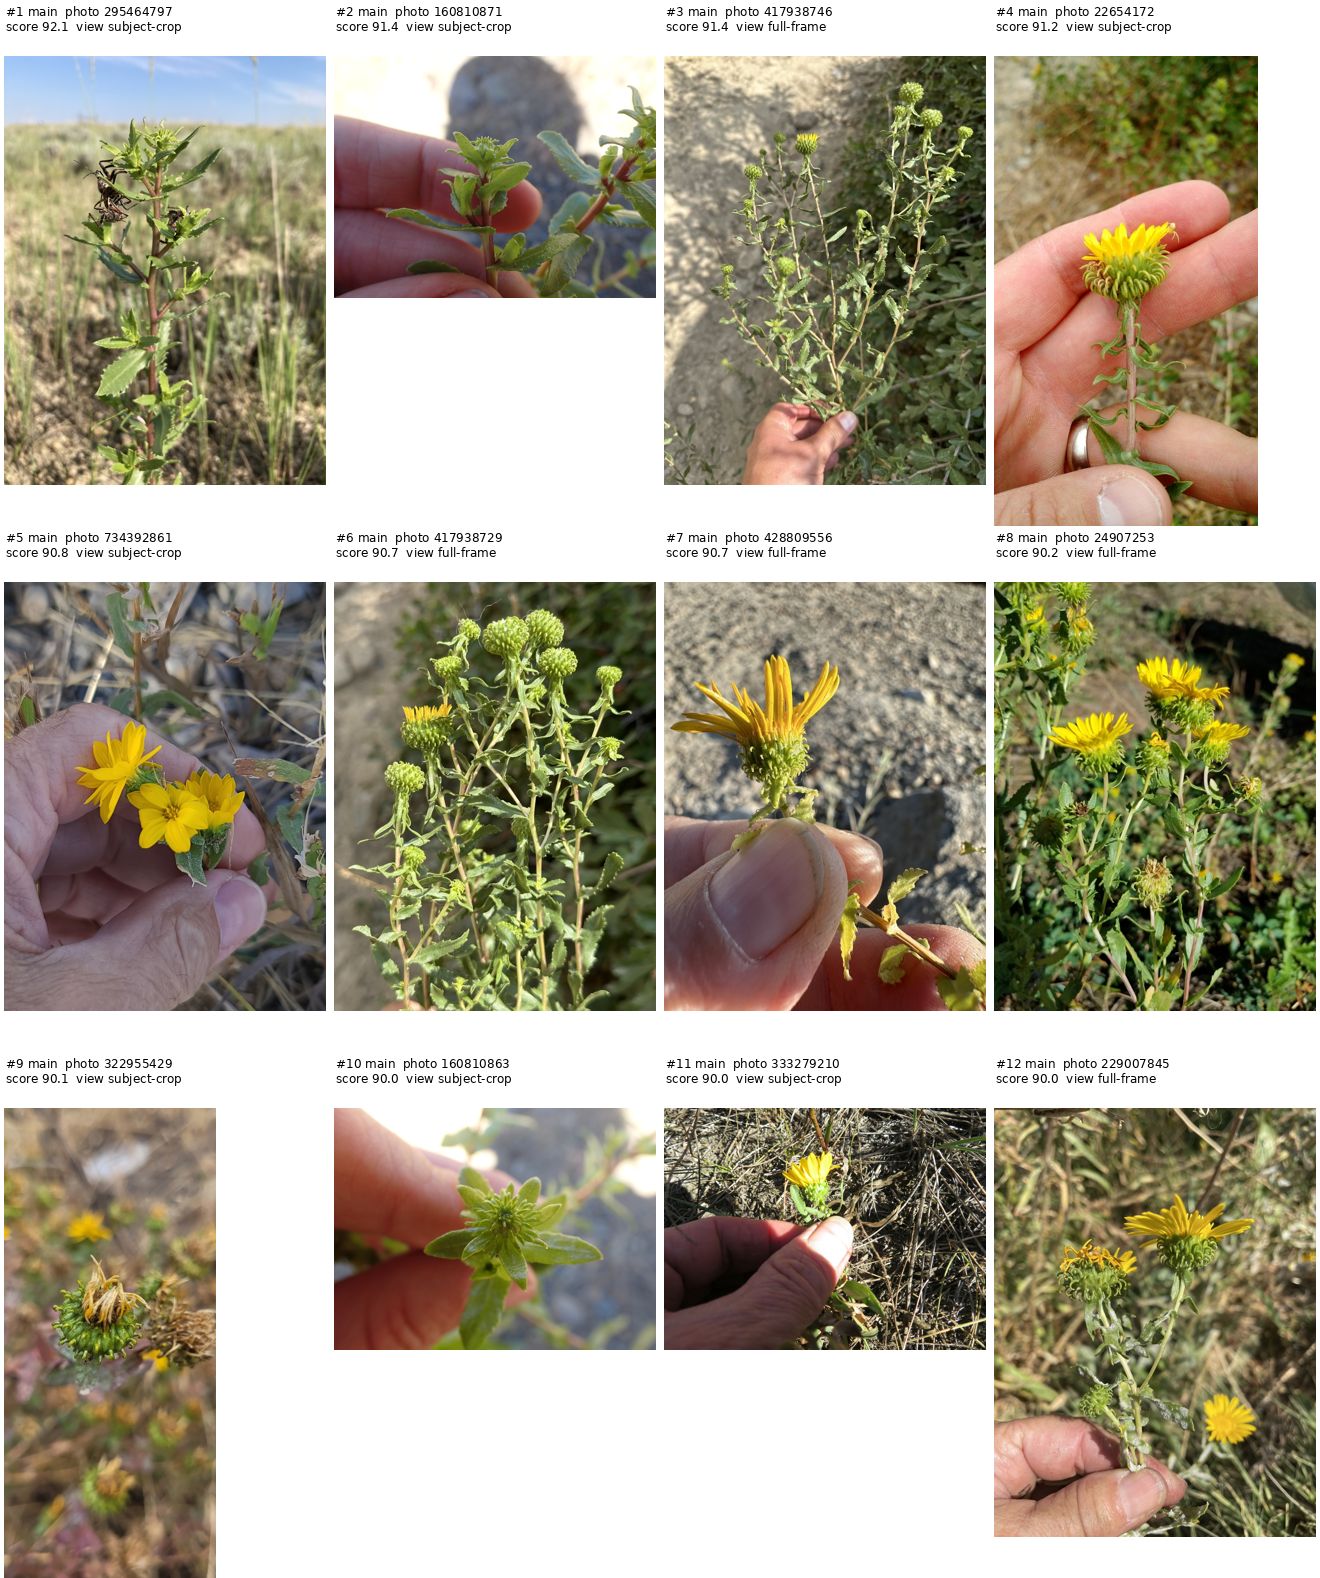 #1 main  photo 295464797
score 92.1  view subject-crop
#2 main  photo 160810871
score 91.4  view subject-crop
#3 main  photo 417938746
score 91.4  view full-frame
#4 main  photo 22654172
score 91.2  view subject-crop
#5 main  photo 734392861
score 90.8  view subject-crop
#6 main  photo 417938729
score 90.7  view full-frame
#7 main  photo 428809556
score 90.7  view full-frame
#8 main  photo 24907253
score 90.2  view full-frame
#9 main  photo 322955429
score 90.1  view subject-crop
#10 main  photo 160810863
score 90.0  view subject-crop
#11 main  photo 333279210
score 90.0  view subject-crop
#12 main  photo 229007845
score 90.0  view full-frame